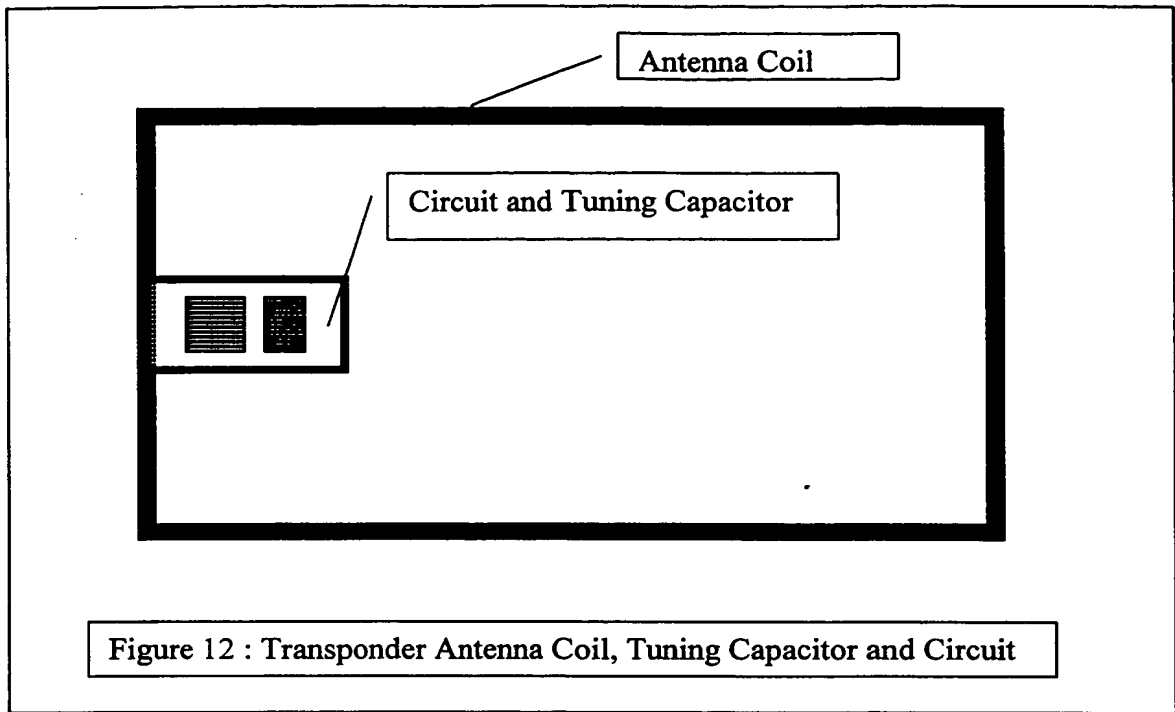 Antenna Coil
Circuit and Tuning Capacitor
Figure 12 : Transponder Antenna Coil, Tuning Capacitor and Circuit